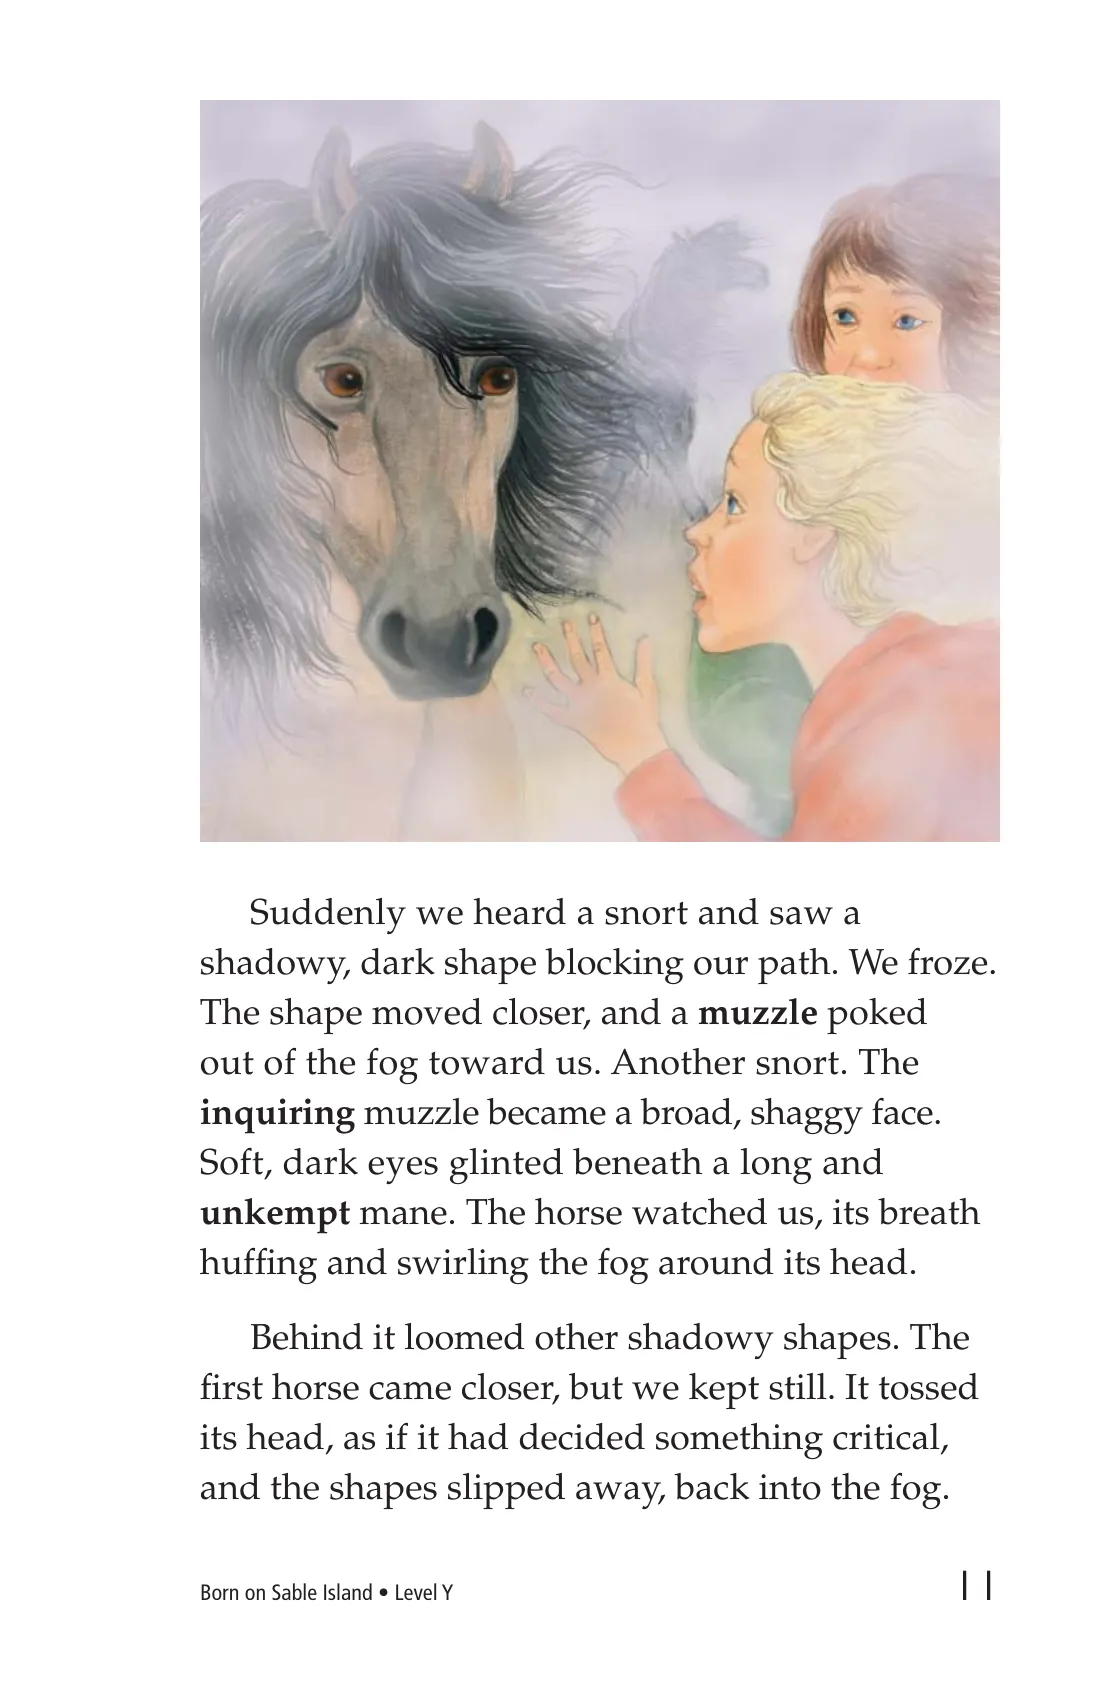 Suddenly we heard a snort and saw a
shadowy, dark shape blocking our path. We froze.
The shape moved closer, and a muzzle poked
out of the fog toward us. Another snort. The
inquiring muzzle became a broad, shaggy face.
Soft, dark eyes glinted beneath a long and
unkempt mane. The horse watched us, its breath
huffing and swirling the fog around its head.
Behind it loomed other shadowy shapes. The
first horse came closer, but we kept still. It tossed
its head, as if it had decided something critical,
and the shapes slipped away, back into the fog.
Born on Sable Island • Level Y
11